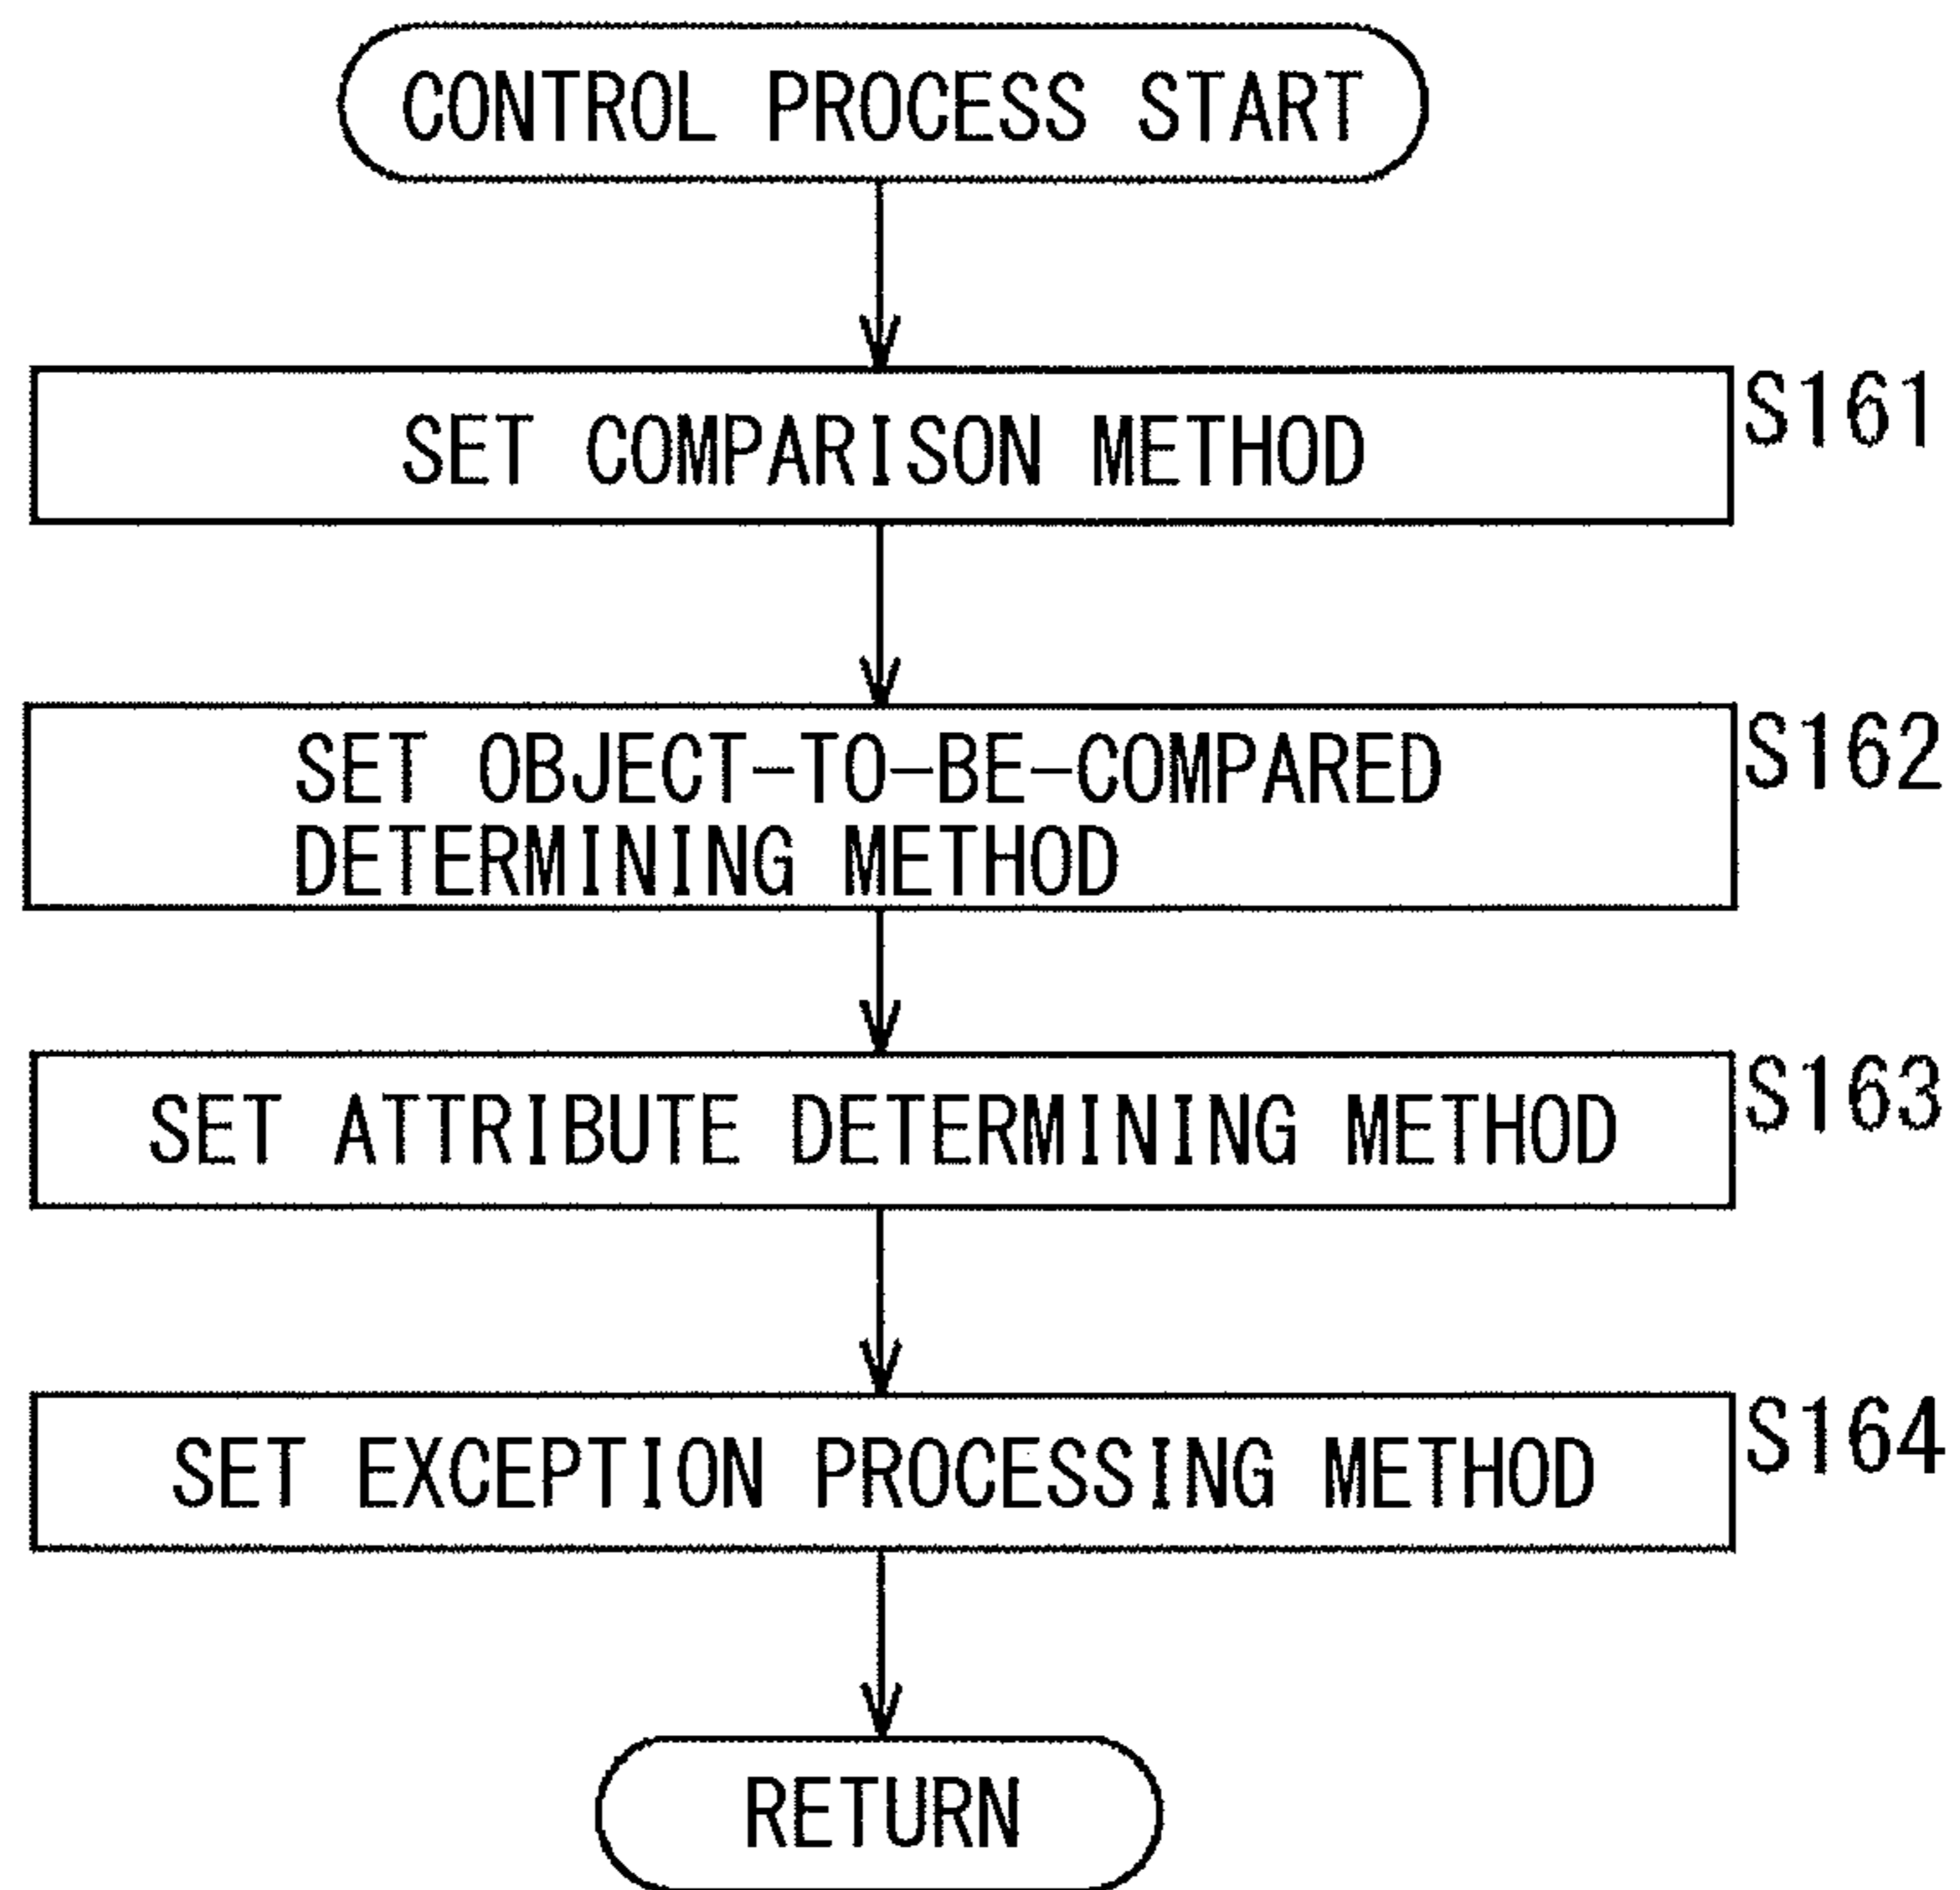 CONTROL PROCESS START
SET COMPARISON METHOD
S161
SET OBJECT-TO-BE-COMPARED
DETERMINING METHOD
S162
SET ATTRIBUTE DETERMINING METHOD
S163
SET EXCEPTION PROCESSING METHOD
S164
RETURN